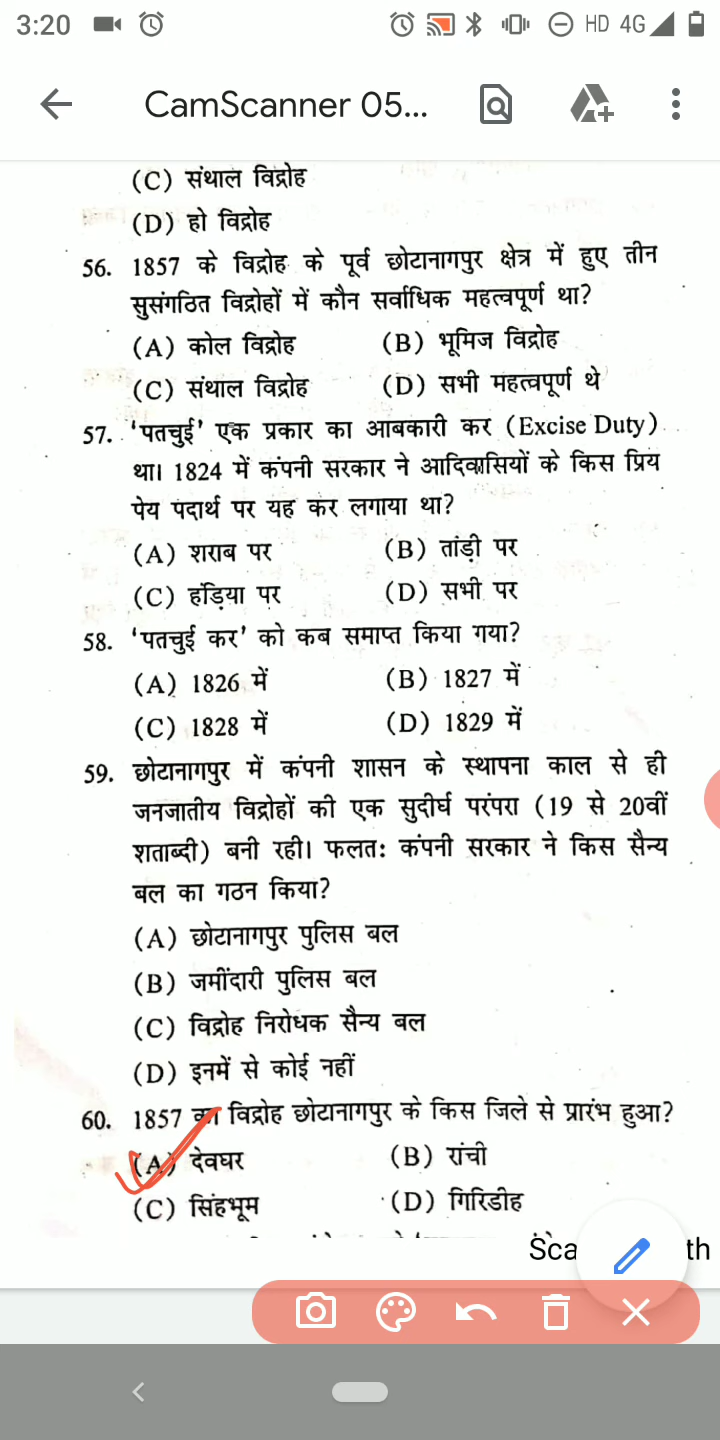 3:20 HD 4G
CamScanner 05...
(C) संथाल विद्रोह
(D) हो विद्रोह
56. 1857 के विद्रोह के पूर्व छोटानागपुर क्षेत्र में हुए तीन
सुसंगठित विद्रोहों में कौन सर्वाधिक महत्वपूर्ण था?
(A) कोल विद्रोह (B) भूमिज विद्रोह
(C) संथाल विद्रोह (D) सभी महत्वपूर्ण थे
57. 'पतचुई' एक प्रकार का आबकारी कर (Excise Duty)
था। 1824 में कंपनी सरकार ने आदिवासियों के किस प्रिय
पेय पदार्थ पर यह कर लगाया था?
(A) शराब पर (B) तांड़ी पर
(C) हंड़िया पर (D) सभी पर
58. 'पतचुई कर' को कब समाप्त किया गया?
(A) 1826 में (B) 1827 में
(C) 1828 में (D) 1829 में
59. छोटानागपुर में कंपनी शासन के स्थापना काल से ही
जनजातीय विद्रोहों की एक सुदीर्घ परंपरा (19 से 20वीं
शताब्दी) बनी रही। फलतः कंपनी सरकार ने किस सैन्य
बल का गठन किया?
(A) छोटानागपुर पुलिस बल
(B) जमींदारी पुलिस बल
(C) विद्रोह निरोधक सैन्य बल
(D) इनमें से कोई नहीं
60. 1857 का विद्रोह छोटानागपुर के किस जिले से प्रारंभ हुआ?
(A) देवघर (B) रांची
(C) सिंहभूम (D) गिरिडीह